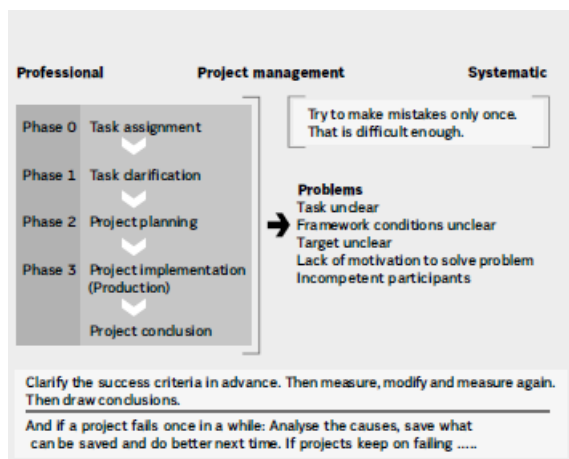 Professional Project management Systematic
Try to make mistakes only once.
That is difficult enough.
Phase 0 Task assignment
Phase 1 Task clarification
Phase 2 Project planning
Phase 3 Project implementation
(Production)
Project conclusion
Problems
Task unclear
Framework conditions unclear
Target unclear
Lack of motivation to solve problem
Incompetent participants
Clarify the success criteria in advance. Then measure, modify and measure again.
Then draw conclusions.
And if a project fails once in a while: Analyse the causes, save what
can be saved and do better next time. If projects keep on failing .....